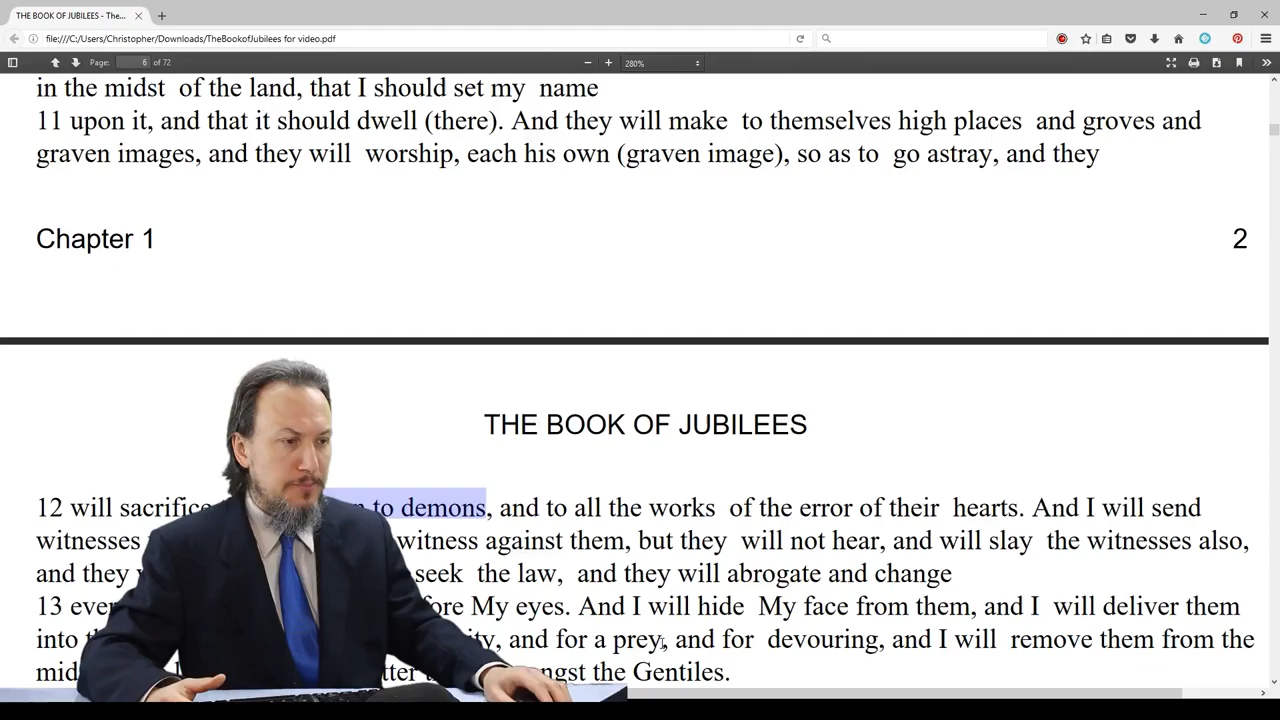 THE BOOK OF JUBILEES - The...
file:///C:/Users/Christopher/Downloads/TheBookofJubilees for video.pdf
Page: 6 of 72 280%
in the midst of the land, that I should set my name
11 upon it, and that it should dwell (there). And they will make to themselves high places and groves and
graven images, and they will worship, each his own (graven image), so as to go astray, and they
Chapter 1 2
THE BOOK OF JUBILEES
12 will sacrifice to demons, and to all the works of the error of their hearts. And I will send
witnesses witness against them, but they will not hear, and will slay the witnesses also,
and they seek the law, and they will abrogate and change
13 My eyes. And I will hide My face from them, and I will deliver them
into and for a prey, and for devouring, and I will remove them from the
the Gentiles.